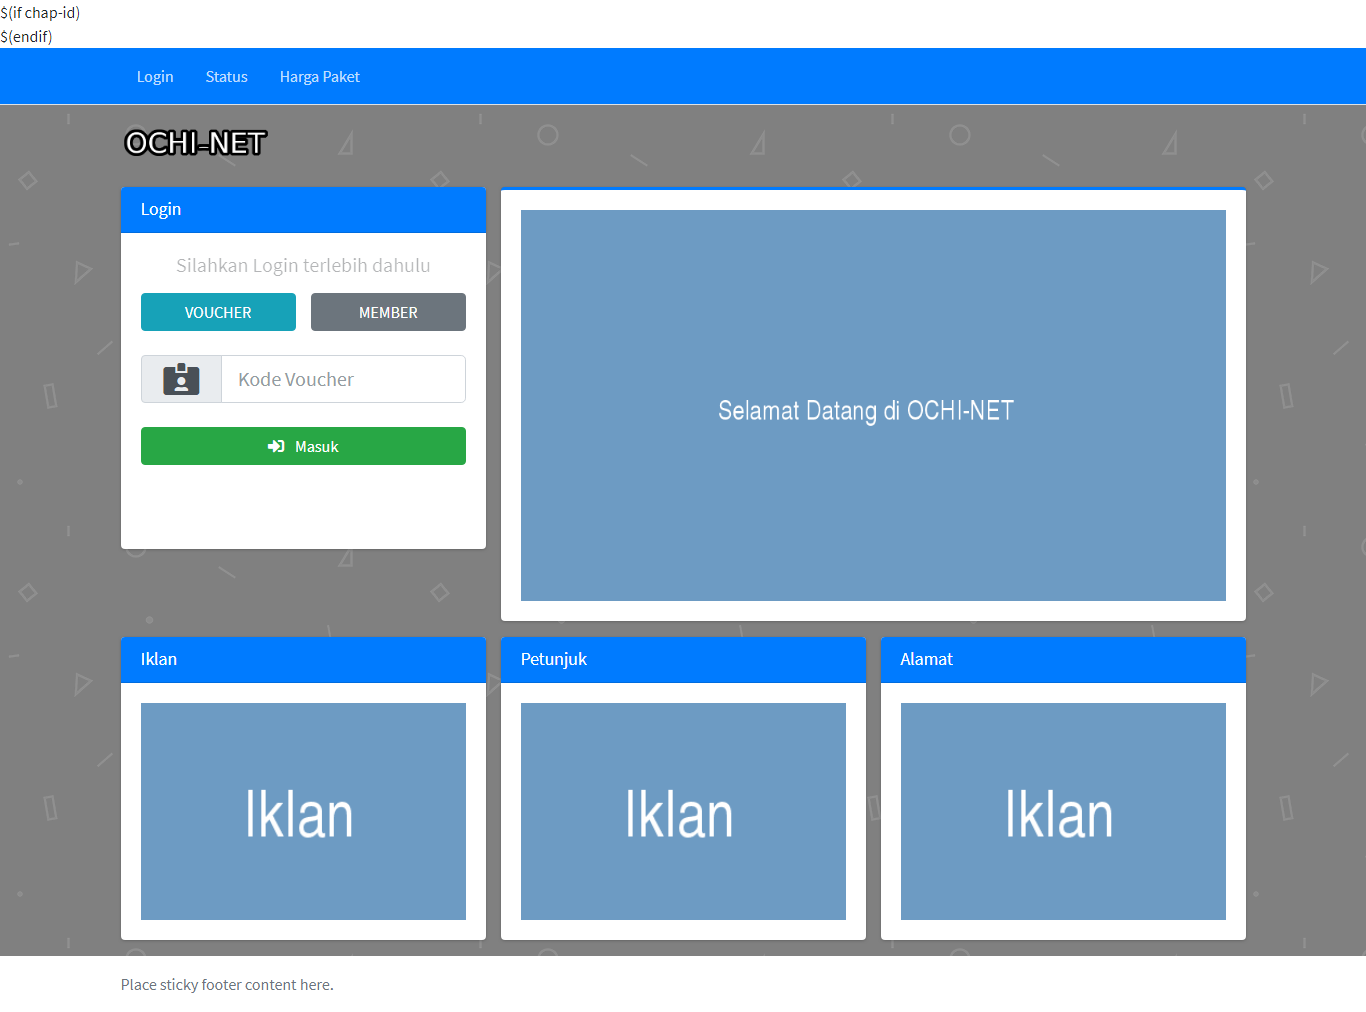 $(if chap-id)
$(endif)
Login Status Harga Paket
OCHI-NET
Login
Silahkan Login terlebih dahulu
VOUCHER MEMBER
Kode Voucher
Masuk
Selamat Datang di OCHI-NET
Iklan
Iklan
Petunjuk
Iklan
Alamat
Iklan
Place sticky footer content here.